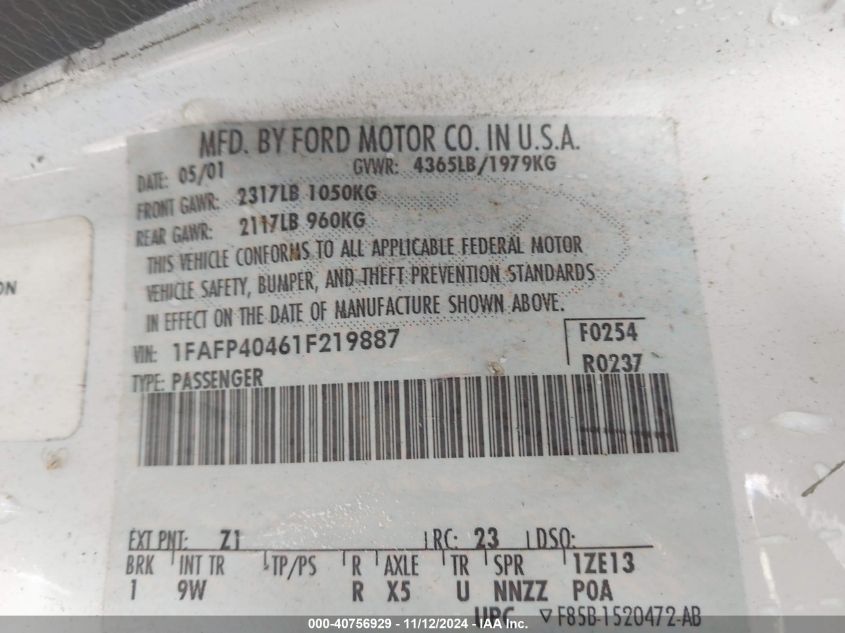 MFD. BY FORD MOTOR CO. IN U.S.A.
DATE: 05/01 GVWR: 4365LB/1979KG
FRONT GAWR: 2317LB 1050KG
REAR GAWR: 2117LB 960KG
THIS VEHICLE CONFORMS TO ALL APPLICABLE FEDERAL MOTOR
VEHICLE SAFETY, BUMPER, AND THEFT PREVENTION STANDARDS
IN EFFECT ON THE DATE OF MANUFACTURE SHOWN ABOVE.
VIN: 1FAFP40461F219887 F0254
TYPE: PASSENGER R0237
ON
EXT PNT: Z1 RC: 23 DSO:
BRK INT TR TP/PS R AXLE TR SPR 1ZE13
1 9W R X5 U NNZZ POA
UPC ▽F85B-1520472-AB
000-40756929 - 11/12/2024 - IAA Inc.